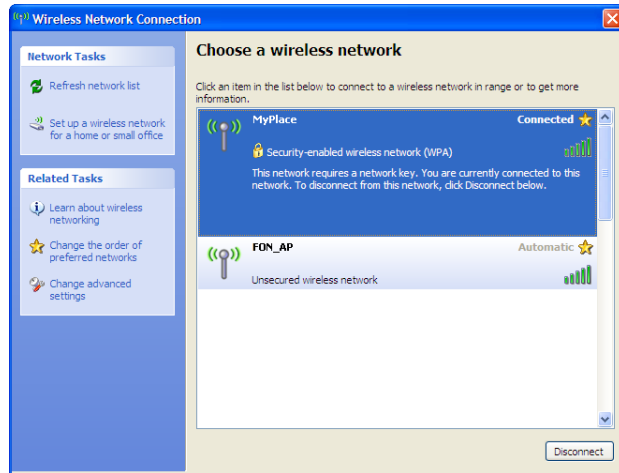 Wireless Network Connection
Network Tasks
Refresh network list
Set up a wireless network
for a home or small office
Related Tasks
Learn about wireless
networking
Change the order of
preferred networks
Change advanced
settings
Choose a wireless network
Click an item in the list below to connect to a wireless network in range or to get more
information.
MyPlace Connected
Security-enabled wireless network (WPA)
This network requires a network key. You are currently connected to this
network. To disconnect from this network, click Disconnect below.
FON_AP Automatic
Unsecured wireless network
Disconnect